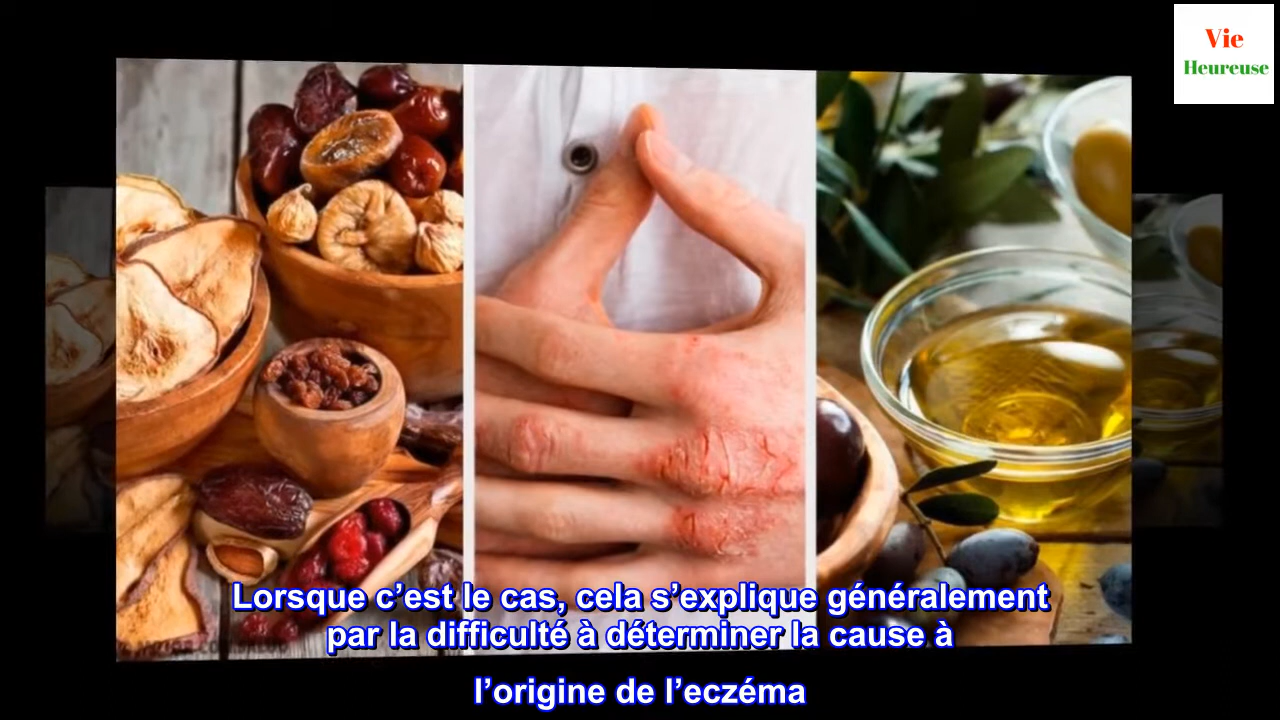 Vie
Heureuse
Lorsque c’est le cas, cela s’explique généralement
par la difficulté à déterminer la cause à
l’origine de l’eczéma